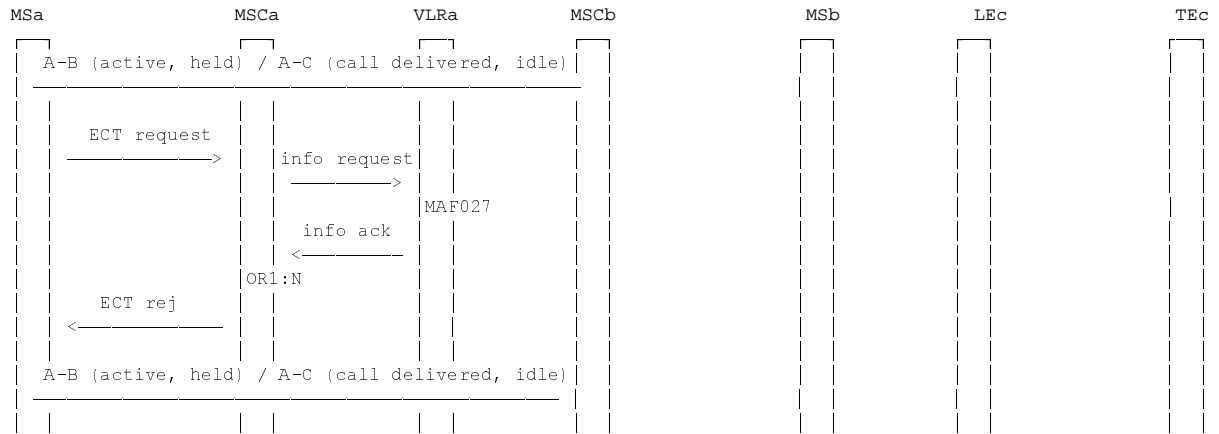 MSa MSCa VLRa MSCb MSb LEc TEc
A-B (active, held) / A-C (call delivered, idle)
ECT request
info request
MAF027
info ack
OR1:N
ECT rej
A-B (active, held) / A-C (call delivered, idle)